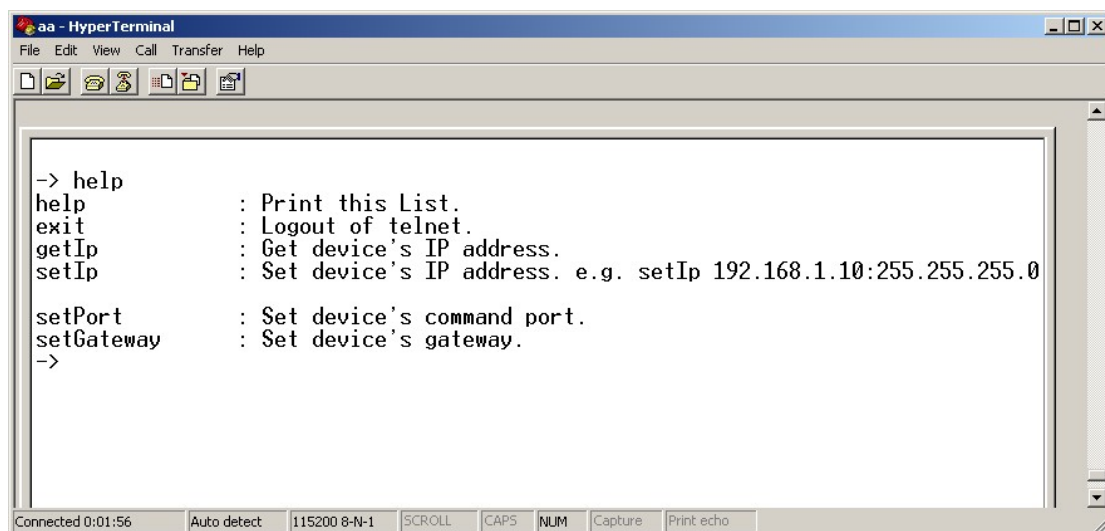 aa - HyperTerminal
File Edit View Call Transfer Help
-> help
help : Print this List.
exit : Logout of telnet.
getIp : Get device's IP address.
setIp : Set device's IP address. e.g. setIp 192.168.1.10:255.255.255.0
setPort : Set device's command port.
setGateway : Set device's gateway.
->
Connected 0:01:56 Auto detect 115200 8-N-1 SCROLL CAPS NUM Capture Print echo